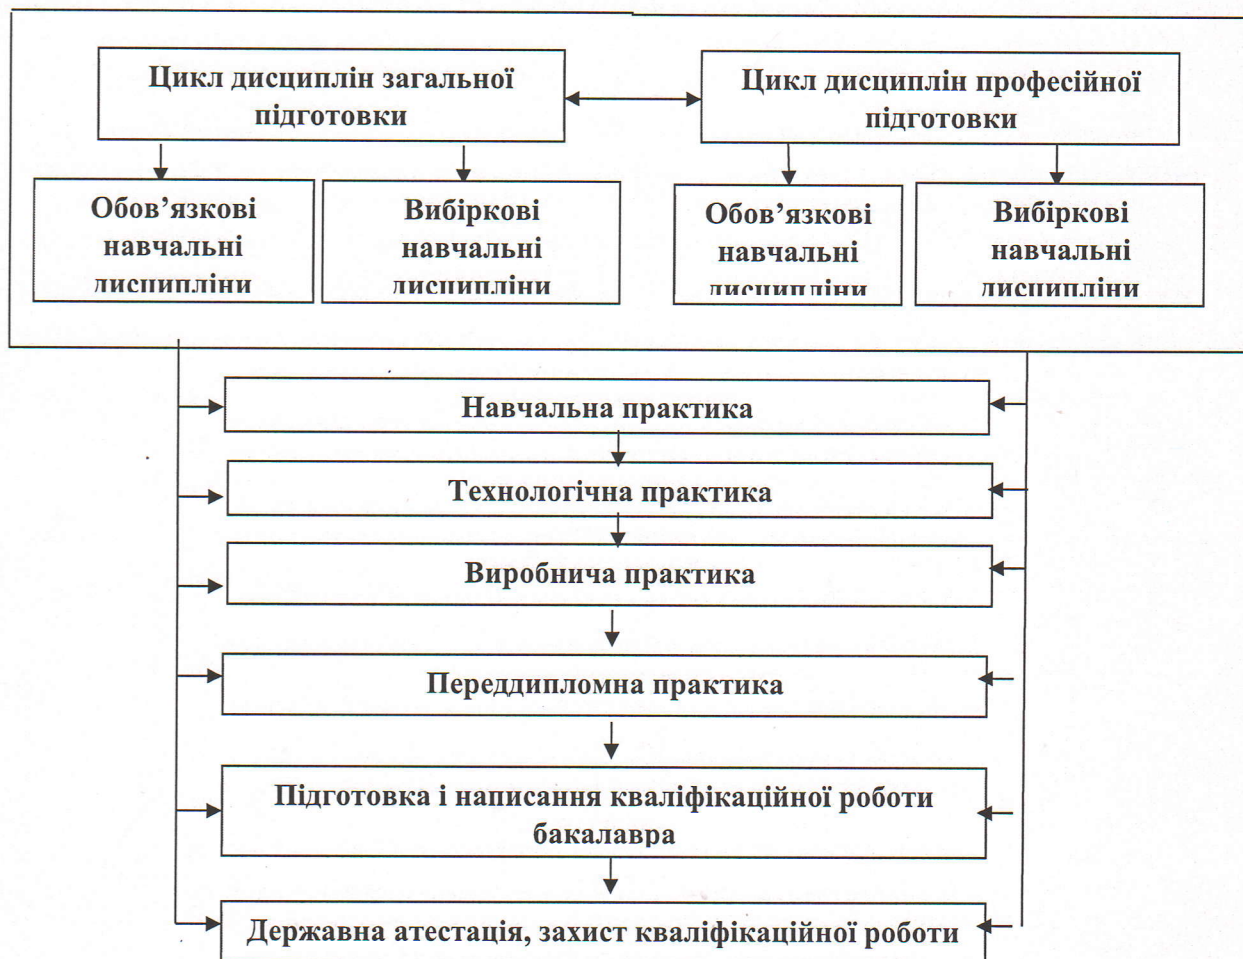 Цикл дисциплін загальної
підготовки
Цикл дисциплін професійної
підготовки
Обов’язкові
навчальні
дисципліни
Вибіркові
навчальні
дисципліни
Обов’язкові
навчальні
дисципліни
Вибіркові
навчальні
дисципліни
Навчальна практика
Технологічна практика
Виробнича практика
Переддипломна практика
Підготовка і написання кваліфікаційної роботи
бакалавра
Державна атестація, захист кваліфікаційної роботи